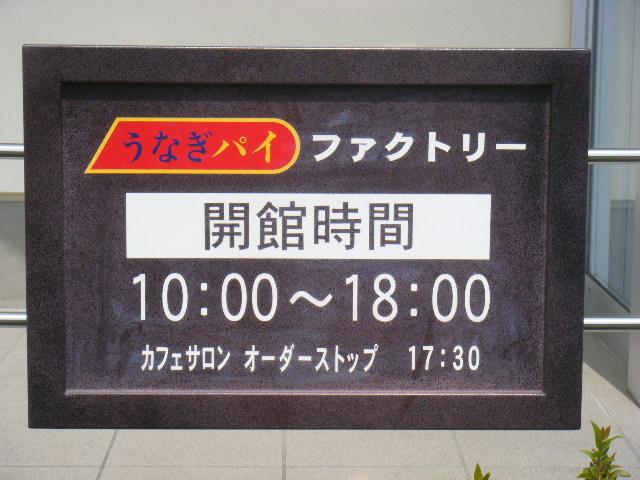 うなぎパイ ファクトリー
開館時間
10:00～18:00
カフェサロン オーダーストップ 17:30